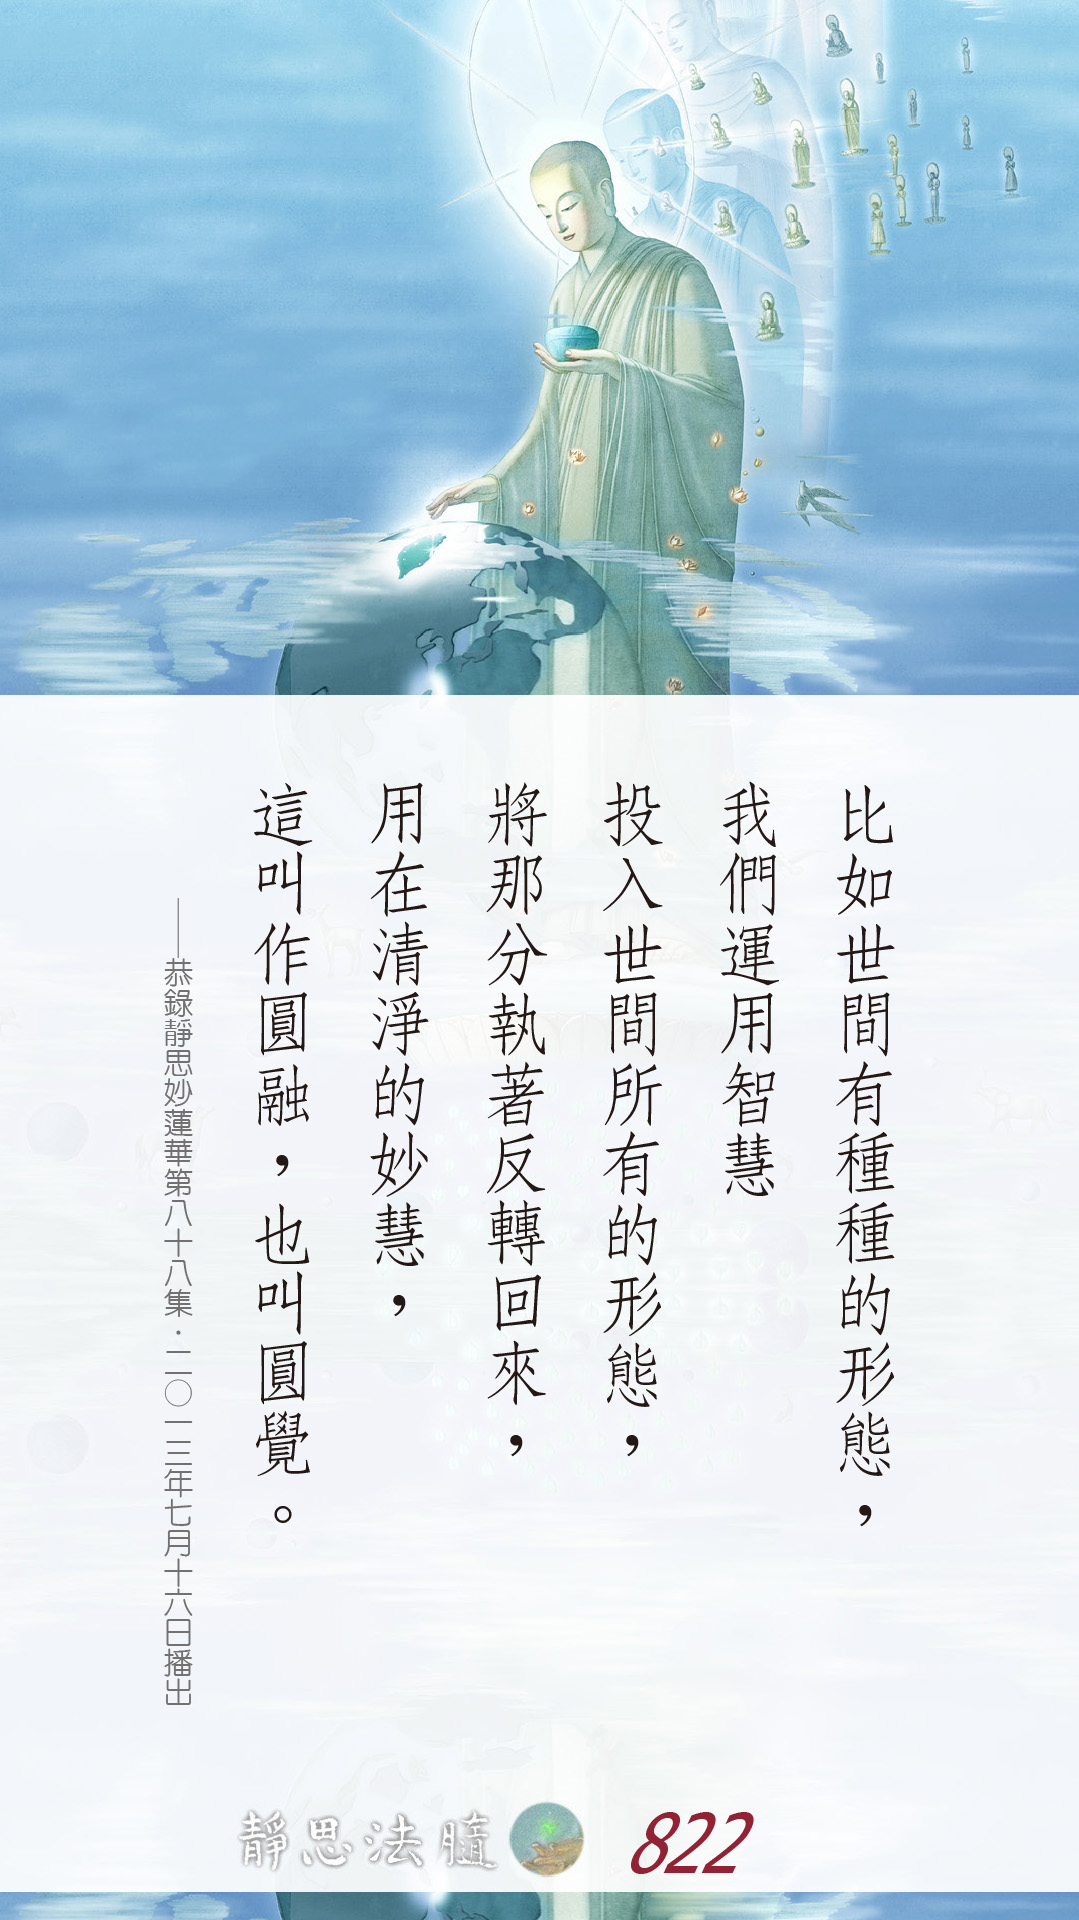 比如世間有種種的形態，
我們運用智慧
投入世間所有的形態，
將那分執著反轉回來，
用在清淨的妙慧，
這叫作圓融，也叫圓覺。
──恭錄靜思妙蓮華第八十八集．二〇一三年七月十六日播出
靜思法髓
822